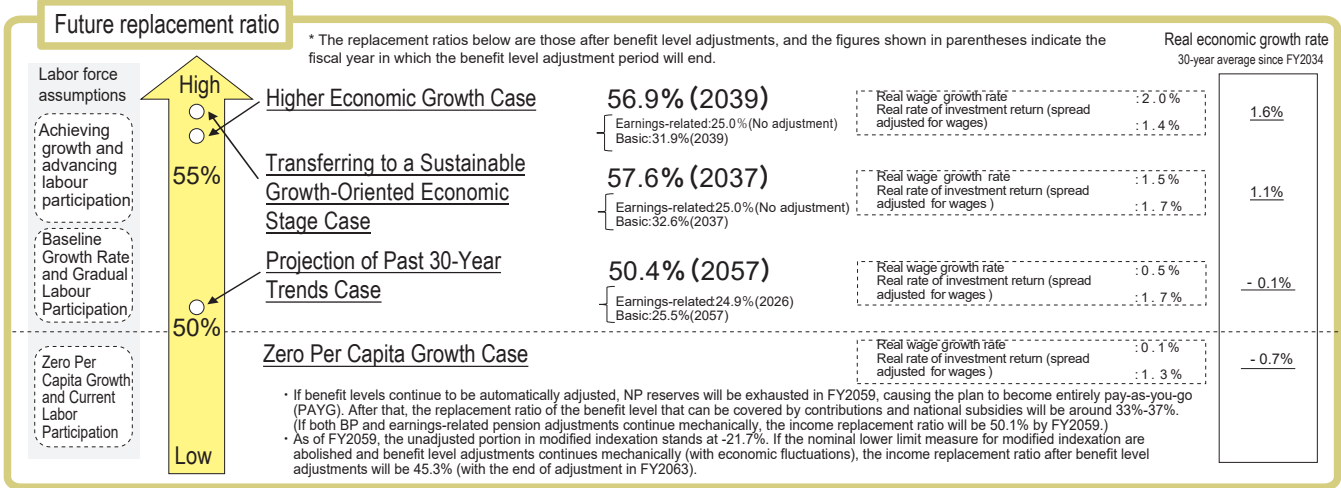 Future replacement ratio
* The replacement ratios below are those after benefit level adjustments, and the figures shown in parentheses indicate the
fiscal year in which the benefit level adjustment period will end.
Real economic growth rate
30-year average since FY2034
Labor force
assumptions
Achieving
growth and
advancing
labour
participation
Baseline
Growth Rate
and Gradual
Labour
Participation
Zero Per
Capita Growth
and Current
Labor
Participation
High
55%
50%
Low
Higher Economic Growth Case
56.9% (2039)
Earnings-related:25.0%(No adjustment)
Basic:31.9%(2039)
Real wage growth rate :2.0%
Real rate of investment return (spread
adjusted for wages) :1.4%
1.6%
Transferring to a Sustainable
Growth-Oriented Economic
Stage Case
57.6% (2037)
Earnings-related:25.0%(No adjustment)
Basic:32.6%(2037)
Real wage growth rate :1.5%
Real rate of investment return (spread
adjusted for wages ) :1.7%
1.1%
Projection of Past 30-Year
Trends Case
50.4% (2057)
Earnings-related:24.9%(2026)
Basic:25.5%(2057)
Real wage growth rate :0.5%
Real rate of investment return (spread
adjusted for wages ) :1.7%
- 0.1%
Zero Per Capita Growth Case
Real wage growth rate :0.1%
Real rate of investment return (spread
adjusted for wages ) :1.3%
- 0.7%
・If benefit levels continue to be automatically adjusted, NP reserves will be exhausted in FY2059, causing the plan to become entirely pay-as-you-go
(PAYG). After that, the replacement ratio of the benefit level that can be covered by contributions and national subsidies will be around 33%-37%.
(If both BP and earnings-related pension adjustments continue mechanically, the income replacement ratio will be 50.1% by FY2059.)
・As of FY2059, the unadjusted portion in modified indexation stands at -21.7%. If the nominal lower limit measure for modified indexation are
abolished and benefit level adjustments continues mechanically (with economic fluctuations), the income replacement ratio after benefit level
adjustments will be 45.3% (with the end of adjustment in FY2063).